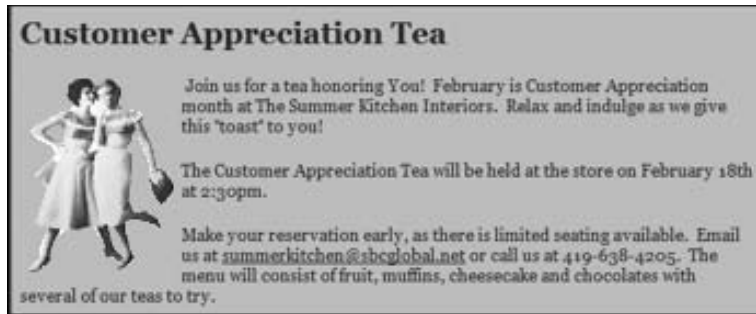 Customer Appreciation Tea
Join us for a tea honoring You! February is Customer Appreciation
month at The Summer Kitchen Interiors. Relax and indulge as we give
this "toast" to you!
The Customer Appreciation Tea will be held at the store on February 18th
at 2:30pm.
Make your reservation early, as there is limited seating available. Email
us at summerkitchen@sbcglobal.net or call us at 419-638-4205. The
menu will consist of fruit, muffins, cheesecake and chocolates with
several of our teas to try.